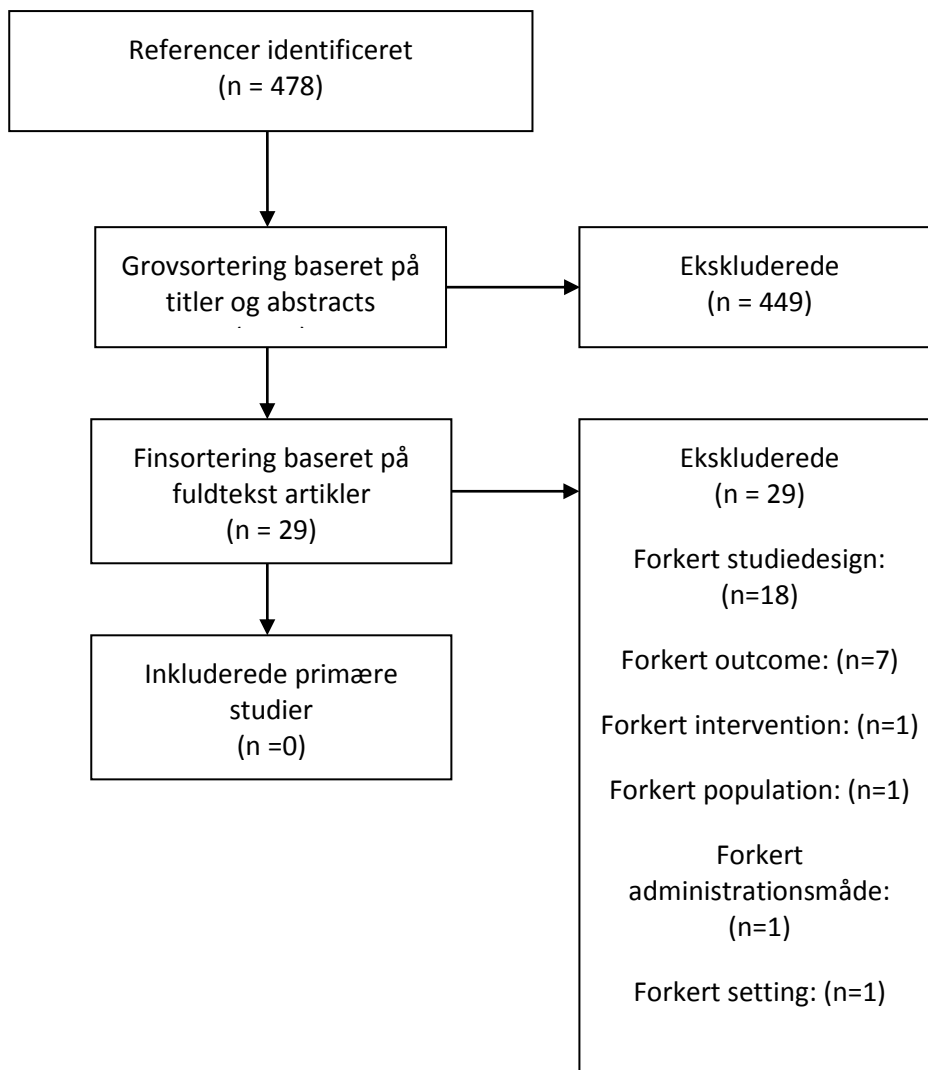 Referencer identificeret
(n = 478)
Grovsortering baseret på
titler og abstracts
Ekskluderede
(n = 449)
Finsortering baseret på
fuldtekst artikler
(n = 29)
Ekskluderede
(n = 29)
Forkert studiedesign:
(n=18)
Forkert outcome: (n=7)
Forkert intervention: (n=1)
Forkert population: (n=1)
Forkert
administrationsmåde:
(n=1)
Forkert setting: (n=1)
Inkluderede primære
studier
(n =0)